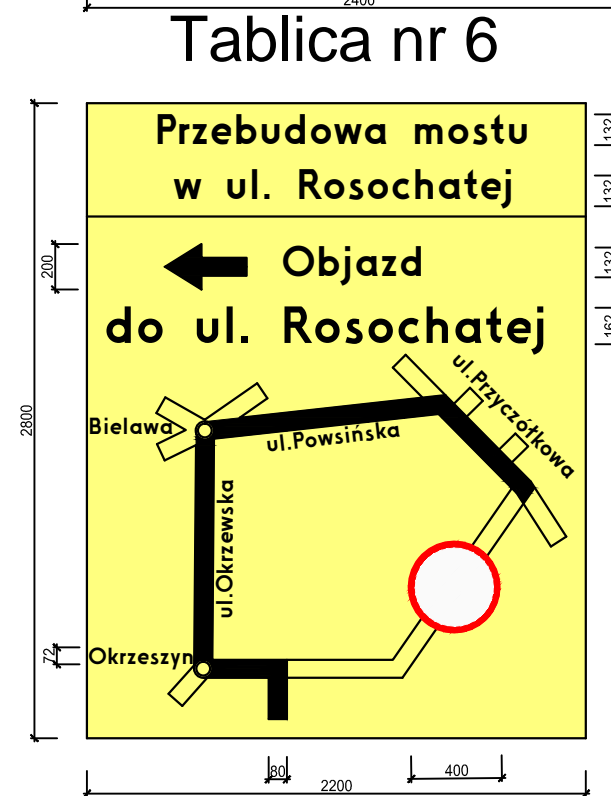 2400
Tablica nr 6
Przebudowa mostu
w ul. Rosochatej
132
132
200
Objazd
132
do ul. Rosochatej
162
2800
ul.Przyczółkowa
Bielawa
ul.Powsińska
ul.Okrzewska
72
Okrzeszyn
80
400
2200